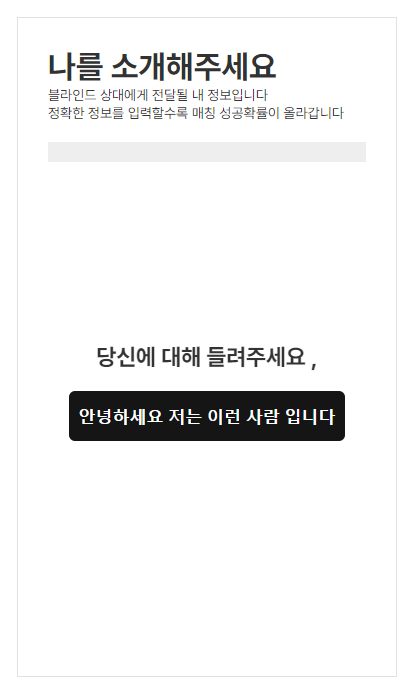 나를 소개해주세요
블라인드 상대에게 전달될 내 정보입니다
정확한 정보를 입력할수록 매칭 성공확률이 올라갑니다
당신에 대해 들려주세요 ,
안녕하세요 저는 이런 사람 입니다